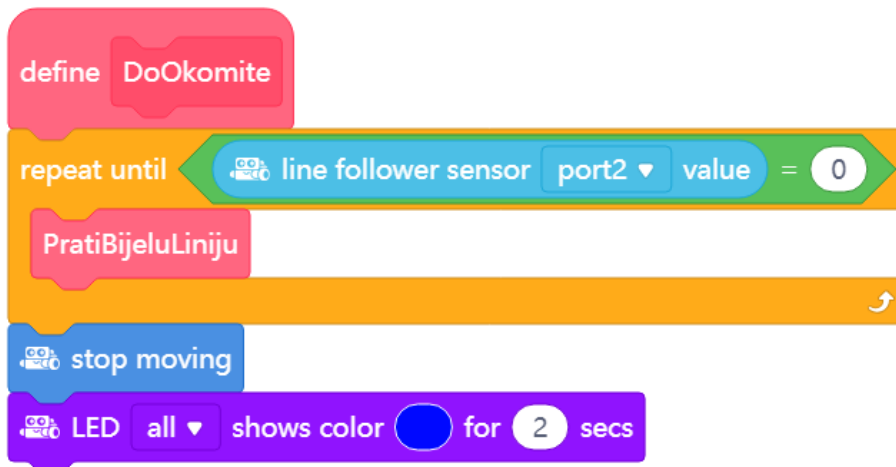 define DoOkomite
repeat until line follower sensor port2 value = 0
PratiBijeluLiniju
stop moving
LED all shows color for 2 secs